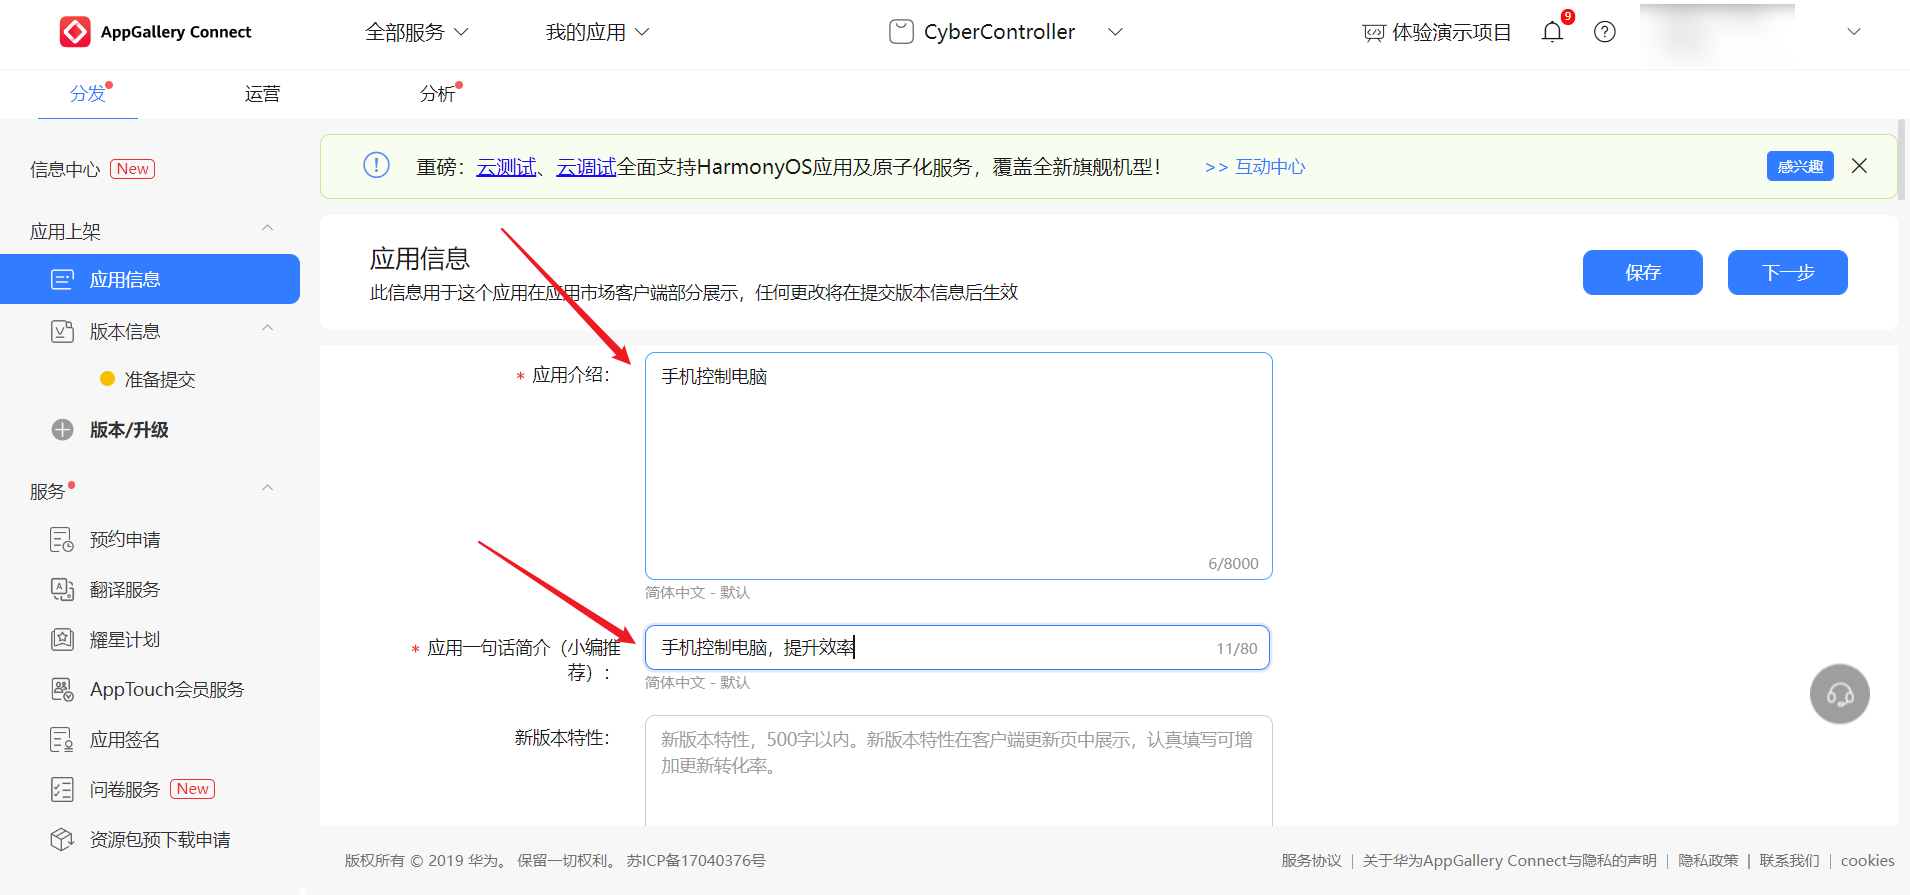 AppGallery Connect
全部服务
我的应用
CyberController
体验演示项目
9
分发
运营
分析
信息中心 New
应用上架
应用信息
版本信息
准备提交
版本/升级
服务
预约申请
翻译服务
耀星计划
AppTouch会员服务
应用签名
问卷服务 New
资源包预下载申请
重磅：云测试、云调试全面支持HarmonyOS应用及原子化服务，覆盖全新旗舰机型！ >> 互动中心
感兴趣
应用信息
此信息用于这个应用在应用市场客户端部分展示，任何更改将在提交版本信息后生效
保存
下一步
* 应用介绍：
手机控制电脑
6/8000
简体中文 - 默认
* 应用一句话简介（小编推
荐）：
手机控制电脑，提升效率
11/80
简体中文 - 默认
新版本特性：
新版本特性，500字以内。新版本特性在客户端更新页中展示，认真填写可增
加更新转化率。
版权所有 © 2019 华为。 保留一切权利。 苏ICP备17040376号
服务协议 | 关于华为AppGallery Connect与隐私的声明 | 隐私政策 | 联系我们 | cookies